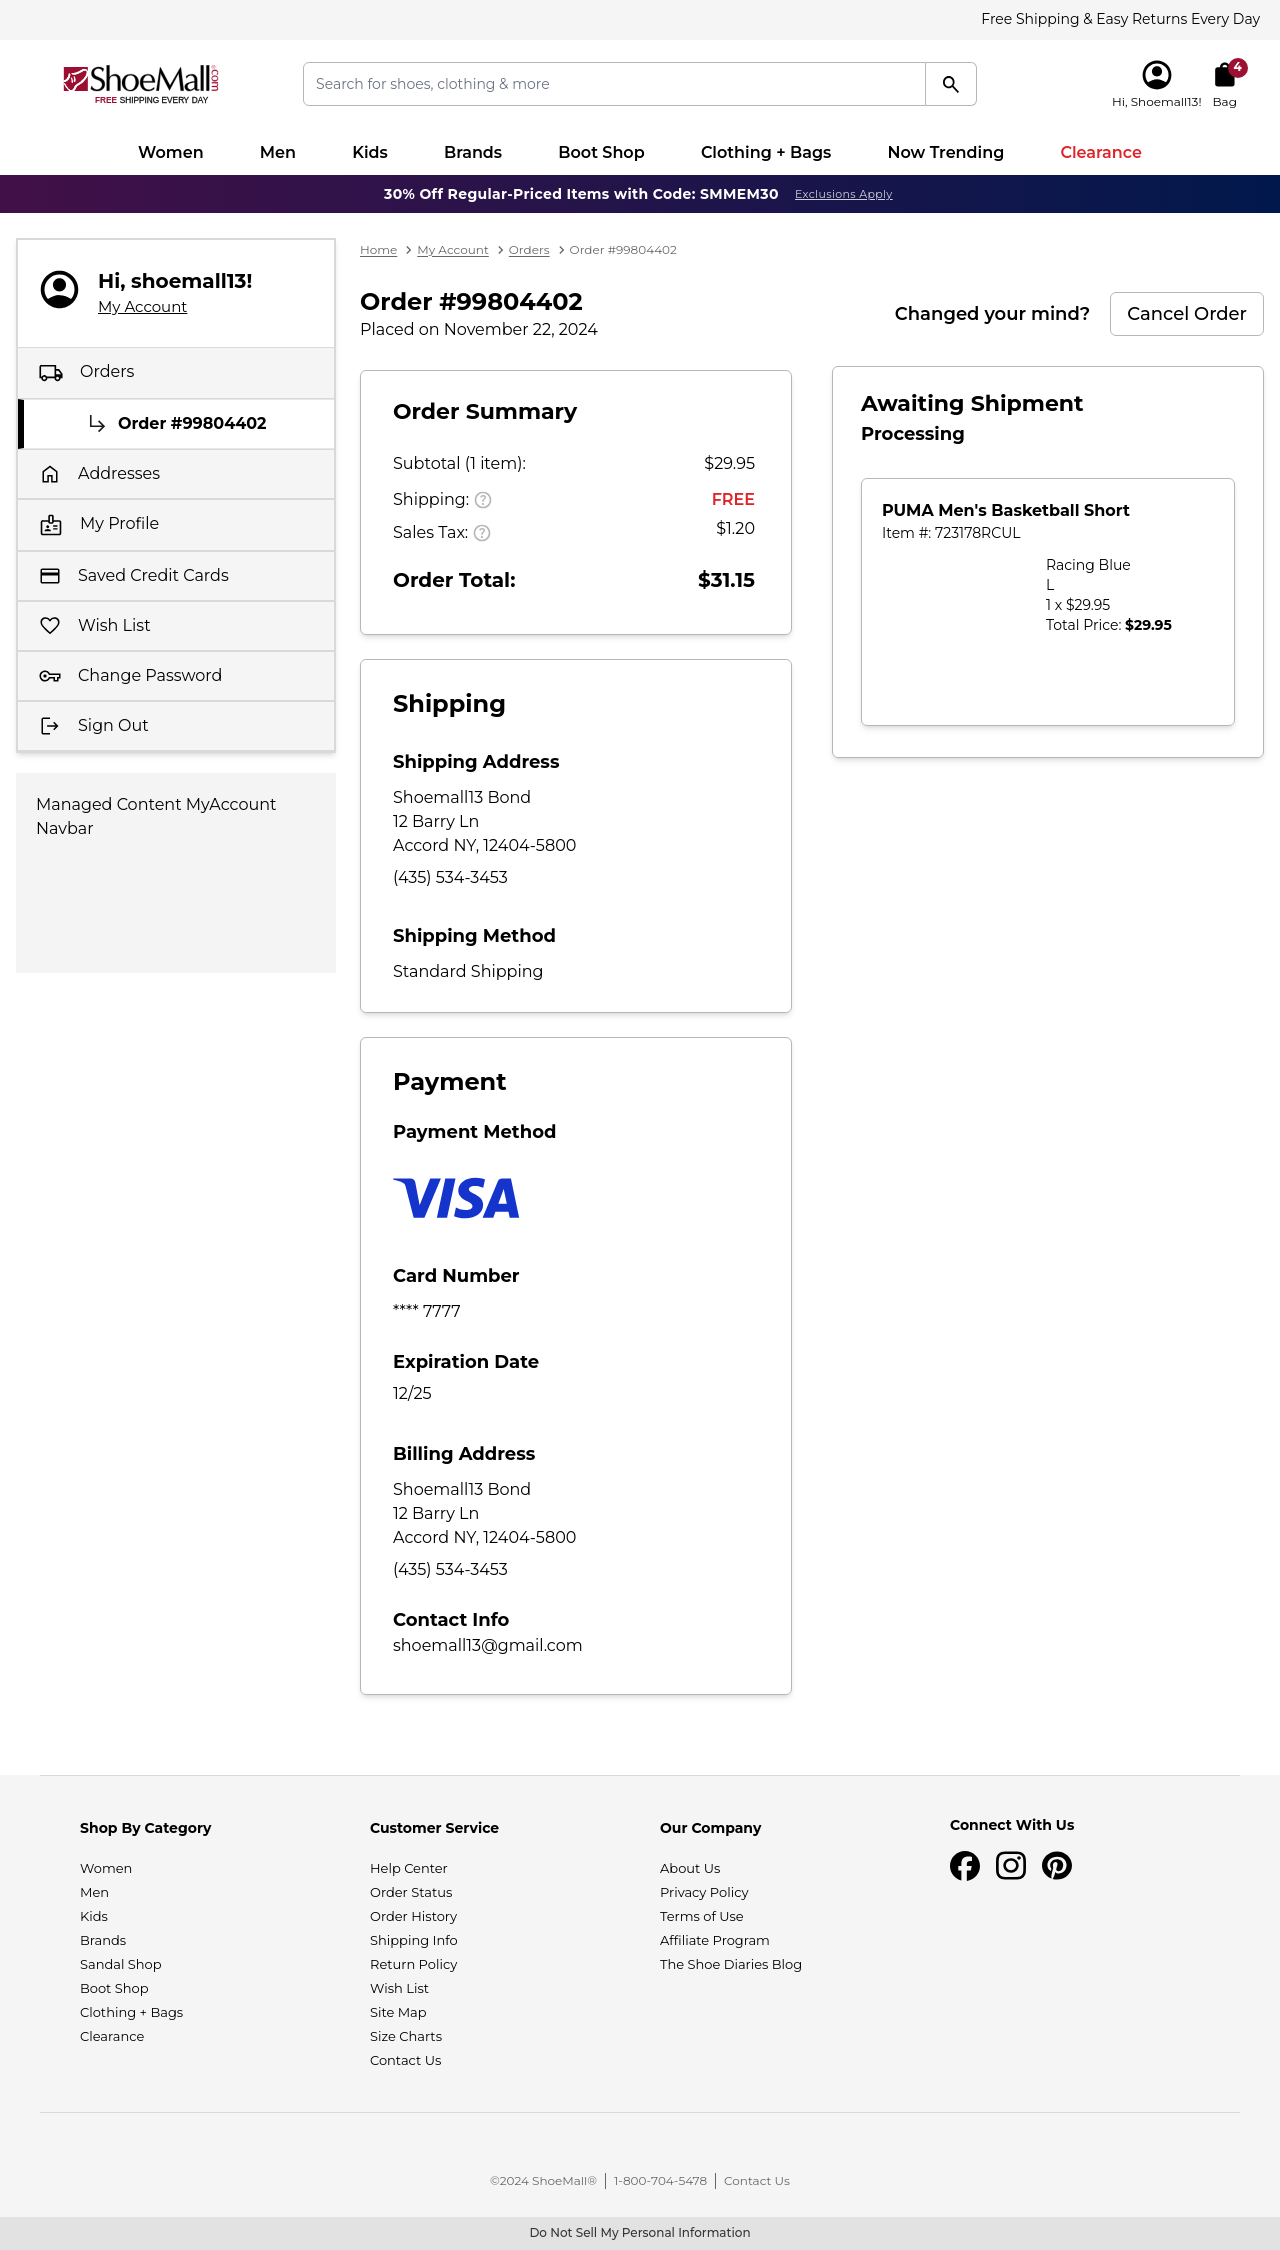 Free Shipping & Easy Returns Every Day
ShoeMall.com
FREE SHIPPING EVERY DAY
Search for shoes, clothing & more
4
Hi, Shoemall13!
Bag
Women
Men
Kids
Brands
Boot Shop
Clothing + Bags
Now Trending
Clearance
30% Off Regular-Priced Items with Code: SMMEM30 Exclusions Apply
Hi, shoemall13!
My Account
Orders
Order #99804402
Addresses
My Profile
Saved Credit Cards
Wish List
Change Password
Sign Out
Managed Content MyAccount
Navbar
Home > My Account > Orders > Order #99804402
Order #99804402
Placed on November 22, 2024
Changed your mind?
Cancel Order
Order Summary
Subtotal (1 item): $29.95
Shipping: ? FREE
Sales Tax: ? $1.20
Order Total: $31.15
Shipping
Shipping Address
Shoemall13 Bond
12 Barry Ln
Accord NY, 12404-5800
(435) 534-3453
Shipping Method
Standard Shipping
Payment
Payment Method
VISA
Card Number
**** 7777
Expiration Date
12/25
Billing Address
Shoemall13 Bond
12 Barry Ln
Accord NY, 12404-5800
(435) 534-3453
Contact Info
shoemall13@gmail.com
Awaiting Shipment
Processing
PUMA Men's Basketball Short
Item #: 723178RCUL
Racing Blue
L
1 x $29.95
Total Price: $29.95
Shop By Category
Women
Men
Kids
Brands
Sandal Shop
Boot Shop
Clothing + Bags
Clearance
Customer Service
Help Center
Order Status
Order History
Shipping Info
Return Policy
Wish List
Site Map
Size Charts
Contact Us
Our Company
About Us
Privacy Policy
Terms of Use
Affiliate Program
The Shoe Diaries Blog
Connect With Us
©2024 ShoeMall® | 1-800-704-5478 | Contact Us
Do Not Sell My Personal Information